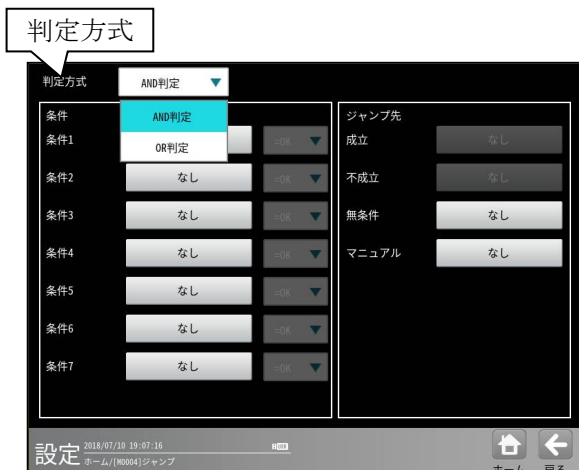 判定方式
判定方式 AND判定
条件
AND判定
OR判定
条件1 =OK
条件2 なし =OK
条件3 なし =OK
条件4 なし =OK
条件5 なし =OK
条件6 なし =OK
条件7 なし =OK
ジャンプ先
成立 なし
不成立 なし
無条件 なし
マニュアル なし
設定
2018/07/10 19:07:16
ホーム/[M0004]ジャンプ
ホーム 戻る